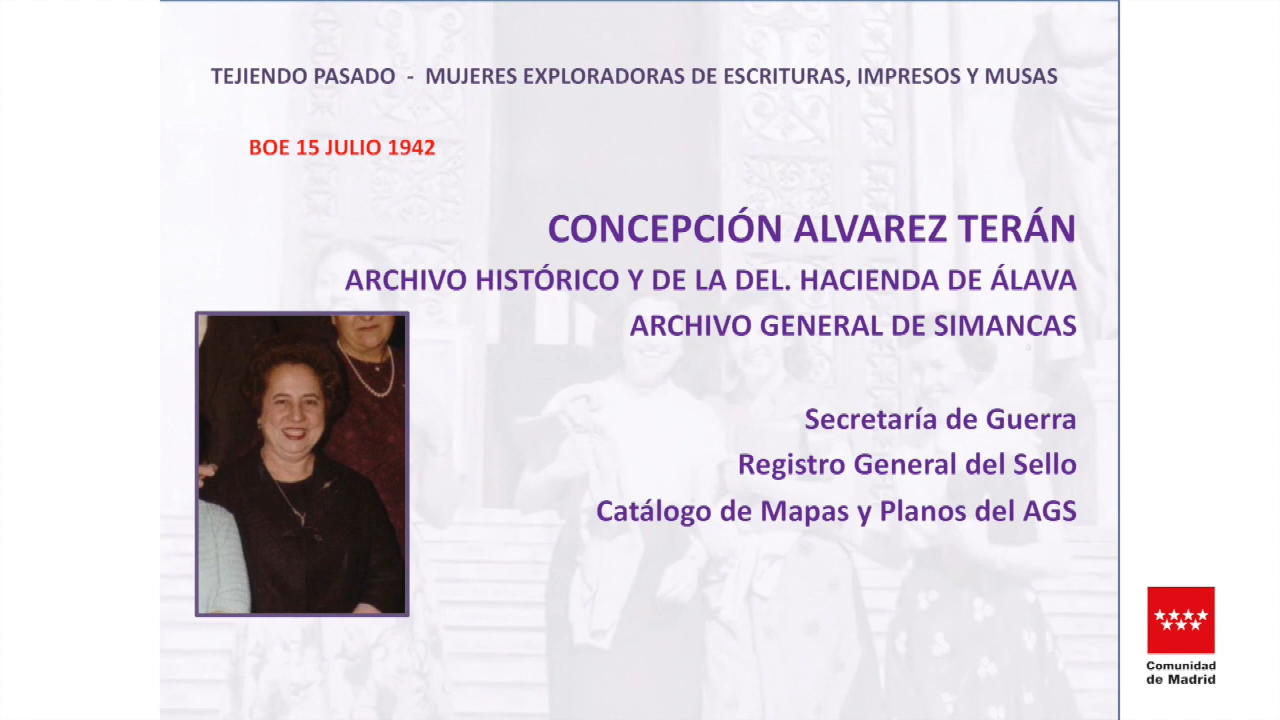 TEJIENDO PASADO - MUJERES EXPLORADORAS DE ESCRITURAS, IMPRESOS Y MUSAS
BOE 15 JULIO 1942
CONCEPCIÓN ALVAREZ TERÁN
ARCHIVO HISTÓRICO Y DE LA DEL. HACIENDA DE ÁLAVA
ARCHIVO GENERAL DE SIMANCAS
Secretaría de Guerra
Registro General del Sello
Catálogo de Mapas y Planos del AGS
Comunidad
de Madrid